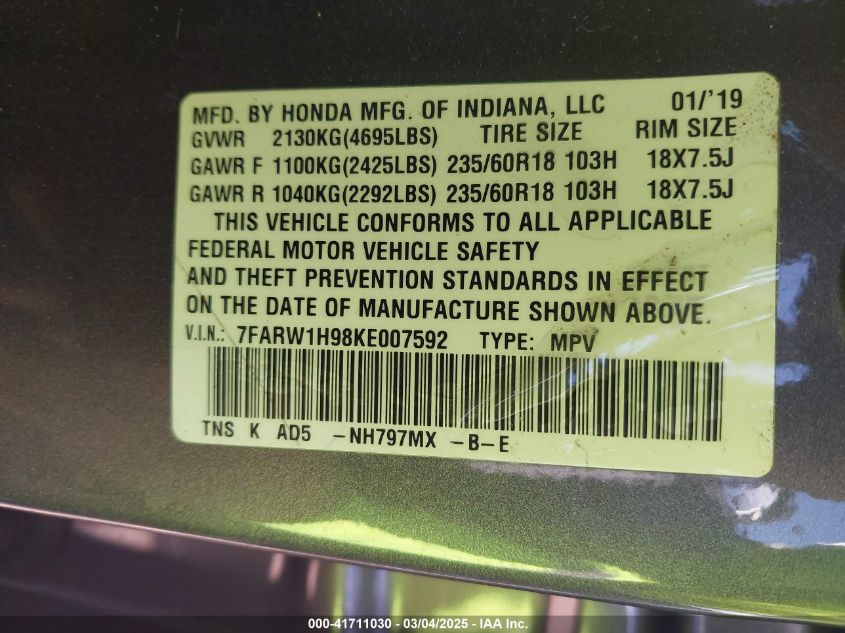 MFD. BY HONDA MFG. OF INDIANA, LLC 01/'19
GVWR 2130KG(4695LBS) TIRE SIZE RIM SIZE
GAWR F 1100KG(2425LBS) 235/60R18 103H 18X7.5J
GAWR R 1040KG(2292LBS) 235/60R18 103H 18X7.5J
THIS VEHICLE CONFORMS TO ALL APPLICABLE
FEDERAL MOTOR VEHICLE SAFETY
AND THEFT PREVENTION STANDARDS IN EFFECT
ON THE DATE OF MANUFACTURE SHOWN ABOVE.
V.I.N.: 7FARW1H98KE007592 TYPE: MPV
TNS K AD5 -NH797MX -B-E
000-41711030 - 03/04/2025 - IAA Inc.